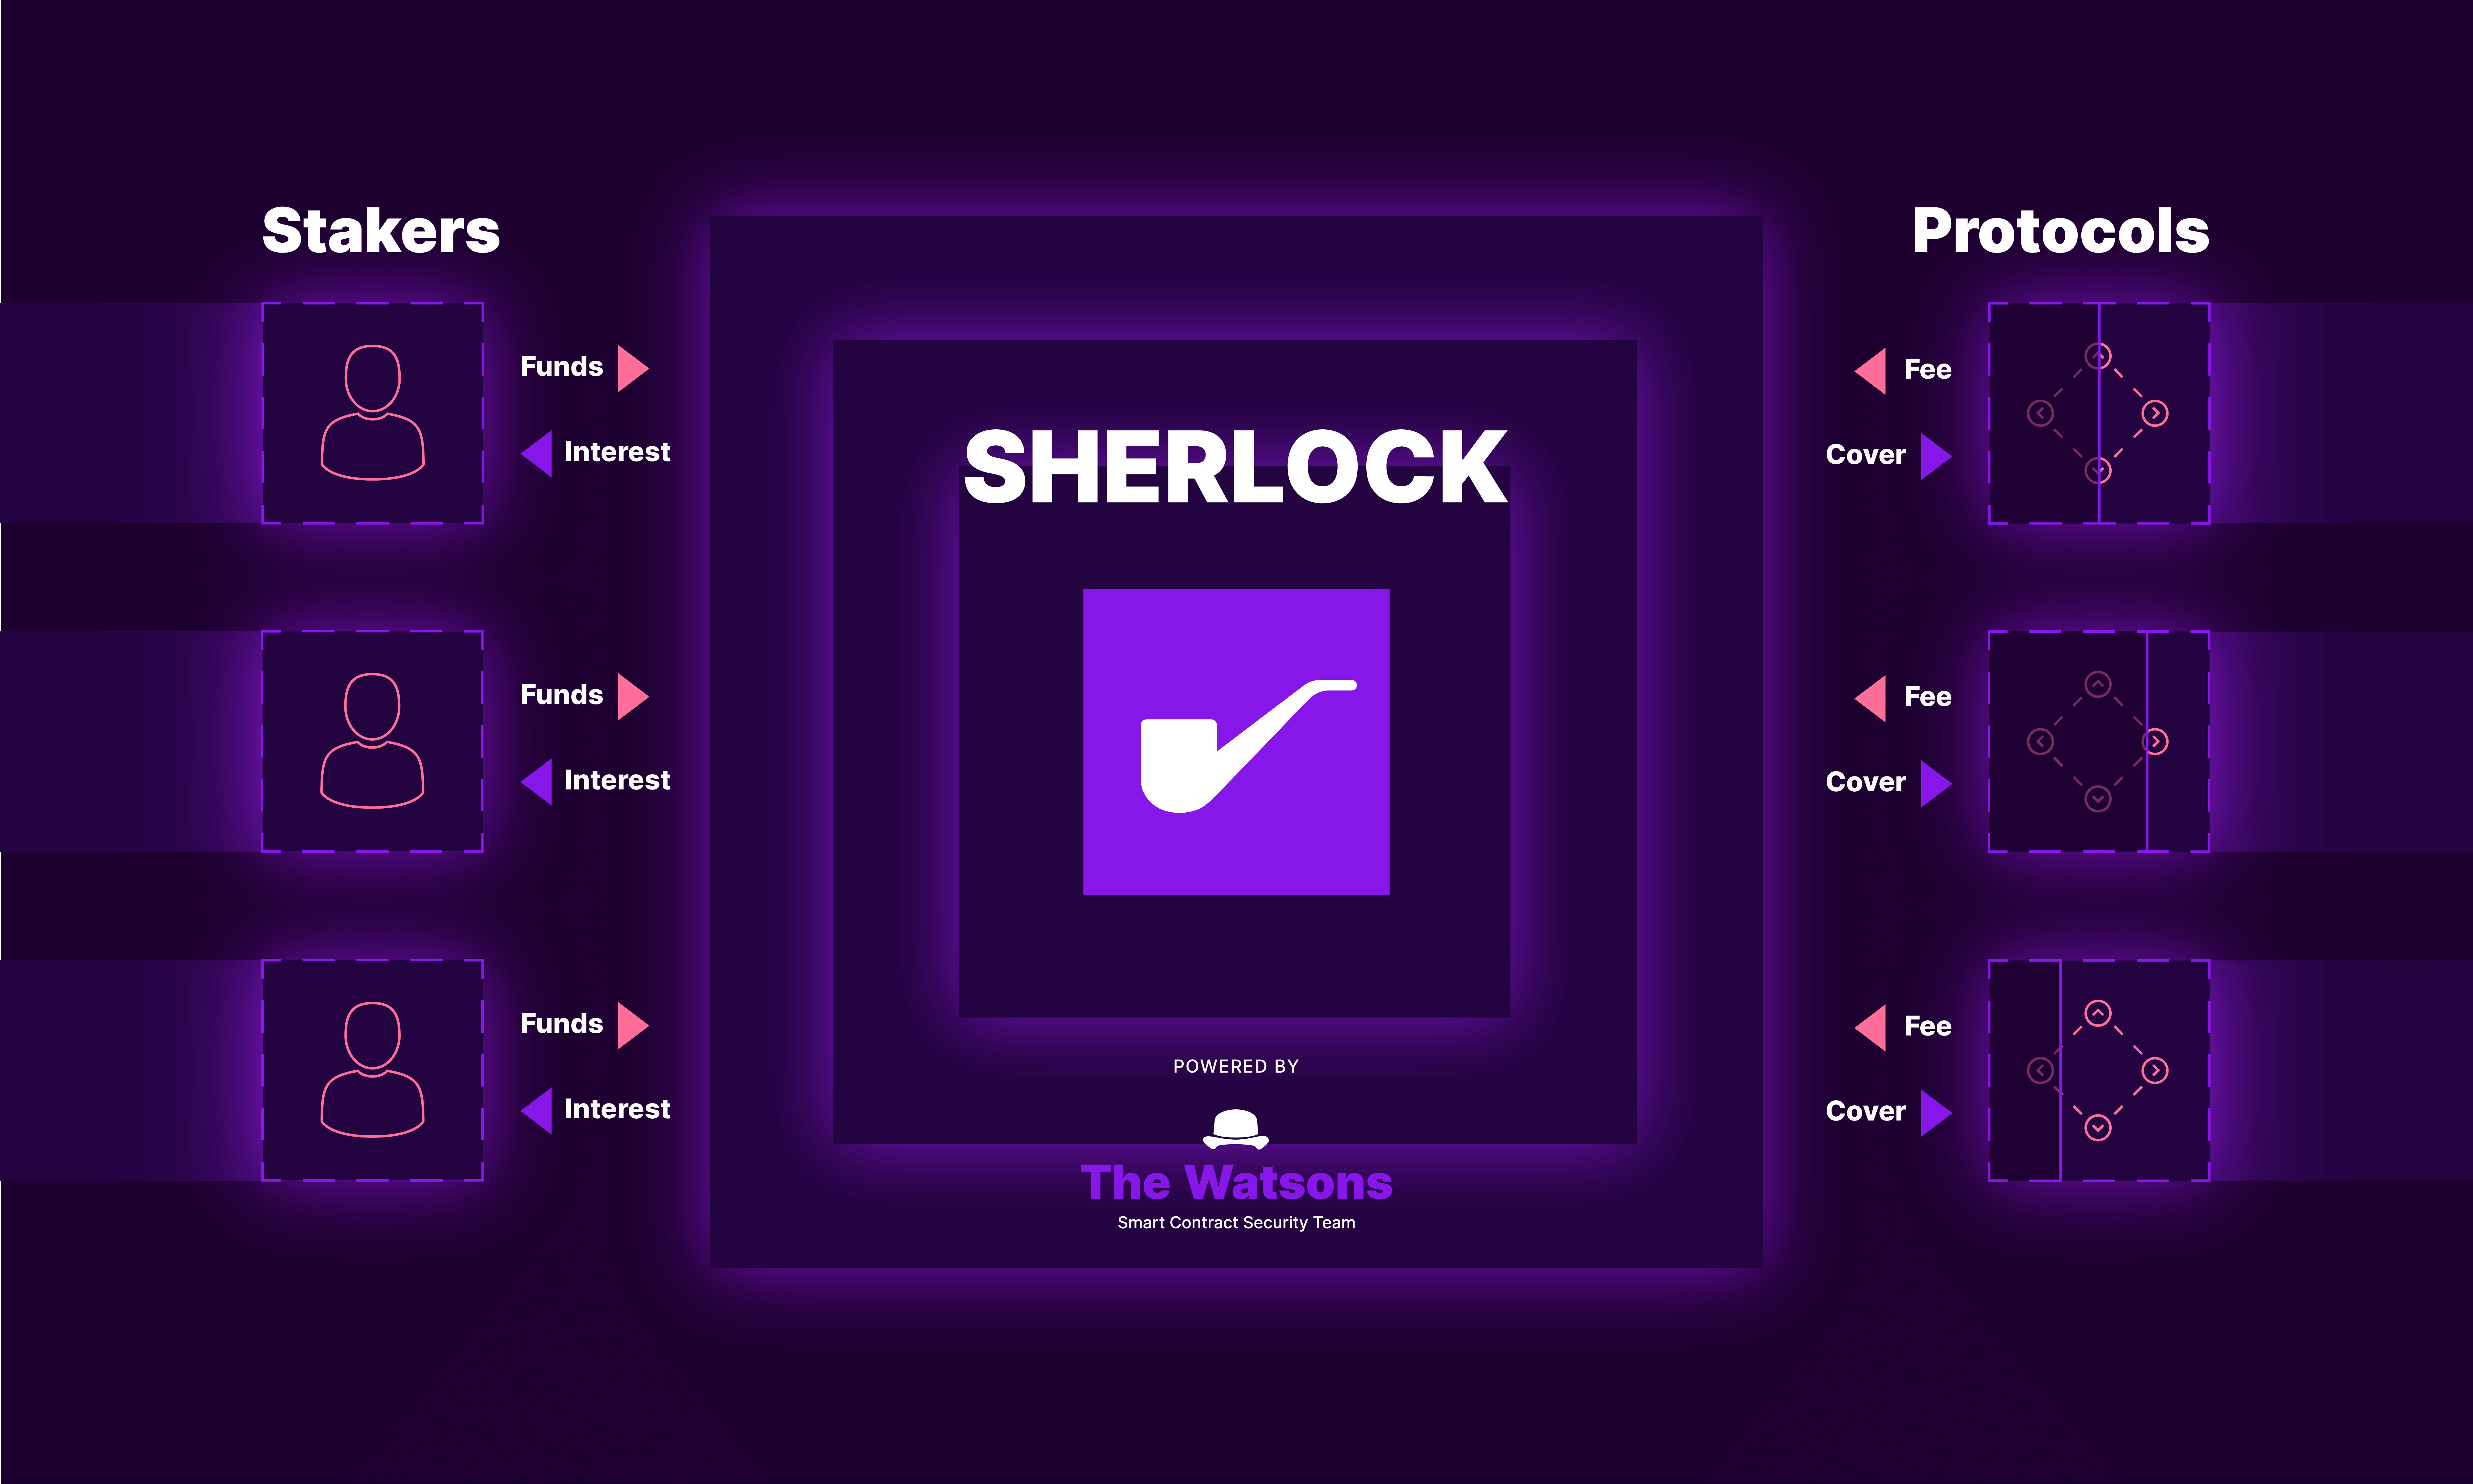 Stakers
Funds
Interest
Funds
Interest
Funds
Interest
SHERLOCK
POWERED BY
The Watsons
Smart Contract Security Team
Protocols
Fee
Cover
Fee
Cover
Fee
Cover